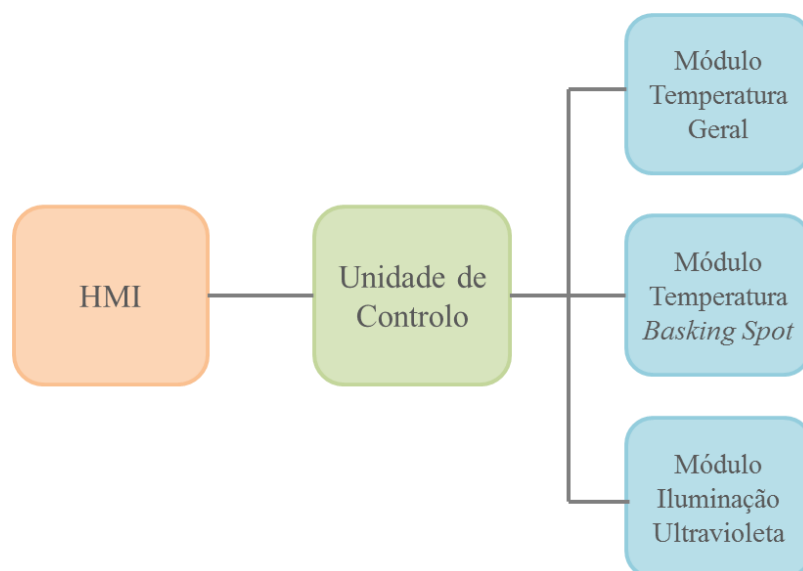 HMI
Unidade de
Controlo
Módulo
Temperatura
Geral
Módulo
Temperatura
Basking Spot
Módulo
Iluminação
Ultravioleta